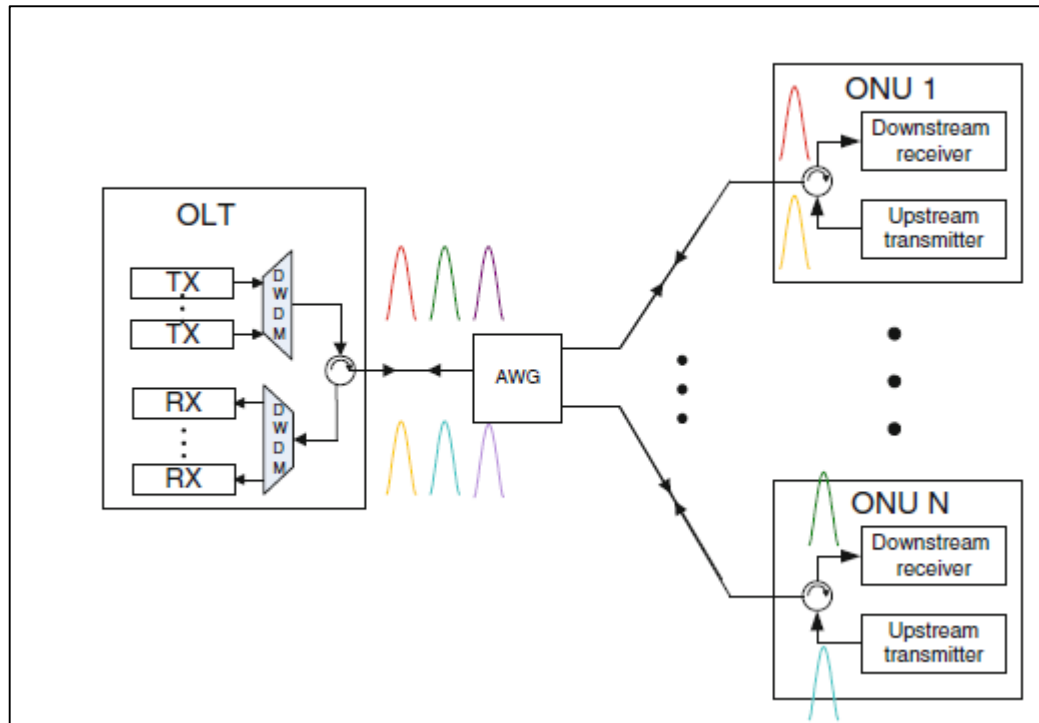 OLT
TX
TX
RX
RX
D
W
D
M
D
W
D
M
AWG
ONU 1
Downstream
receiver
Upstream
transmitter
ONU N
Downstream
receiver
Upstream
transmitter